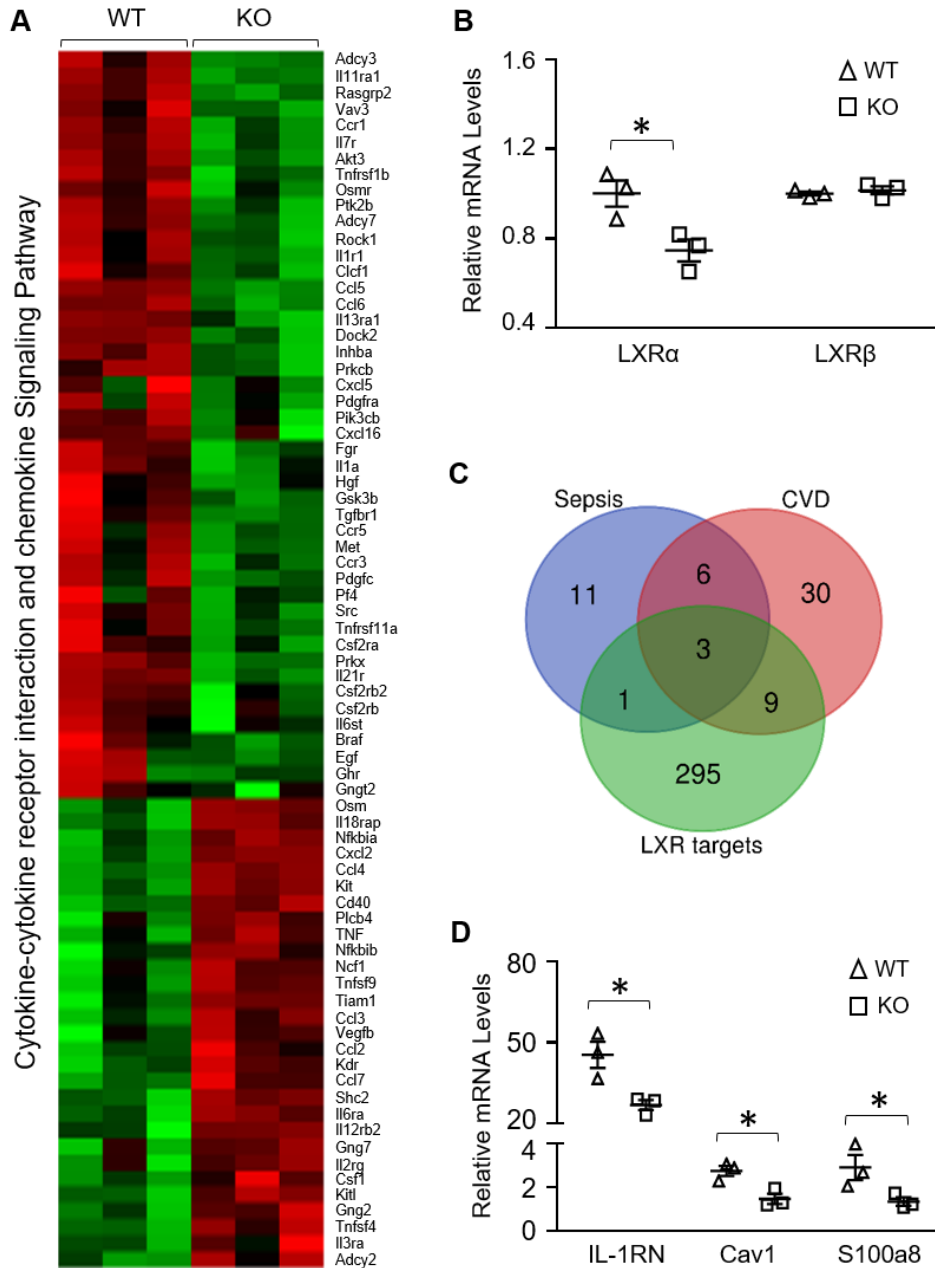 A
WT
KO
Cytokine-cytokine receptor interaction and chemokine Signaling Pathway
Adcy3
Il11ra1
Rasgrp2
Vav3
Ccr1
Il7r
Akt3
Tnfrsf1b
Osmr
Ptk2b
Adcy7
Rock1
Il1r1
Clcf1
Ccl5
Ccl6
Il13ra1
Dock2
Inhba
Prkcb
Cxcl5
Pdgfra
Pik3cb
Cxcl16
Fgr
Il1a
Hgf
Gsk3b
Tgfbr1
Ccr5
Met
Ccr3
Pdgfc
Pf4
Src
Tnfrsf11a
Csf2ra
Prkx
Il21r
Csf2rb2
Csf2rb
Il6st
Braf
Egf
Ghr
Gngt2
Osm
Il18rap
Nfkbia
Cxcl2
Ccl4
Kit
Cd40
Plcb4
TNF
Nfkbib
Ncf1
Tnfsf9
Tiam1
Ccl3
Vegfb
Ccl2
Kdr
Ccl7
Shc2
Il6ra
Il12rb2
Gng7
Il2rg
Csf1
Kitl
Gng2
Tnfsf4
Il3ra
Adcy2
B
Relative mRNA Levels
1.6
1.2
0.8
0.4
WT
KO
*
LXRα
LXRβ
C
Sepsis
CVD
11
6
30
3
1
9
295
LXR targets
D
Relative mRNA Levels
80
50
20
4
2
0
WT
KO
*
*
*
IL-1RN
Cav1
S100a8